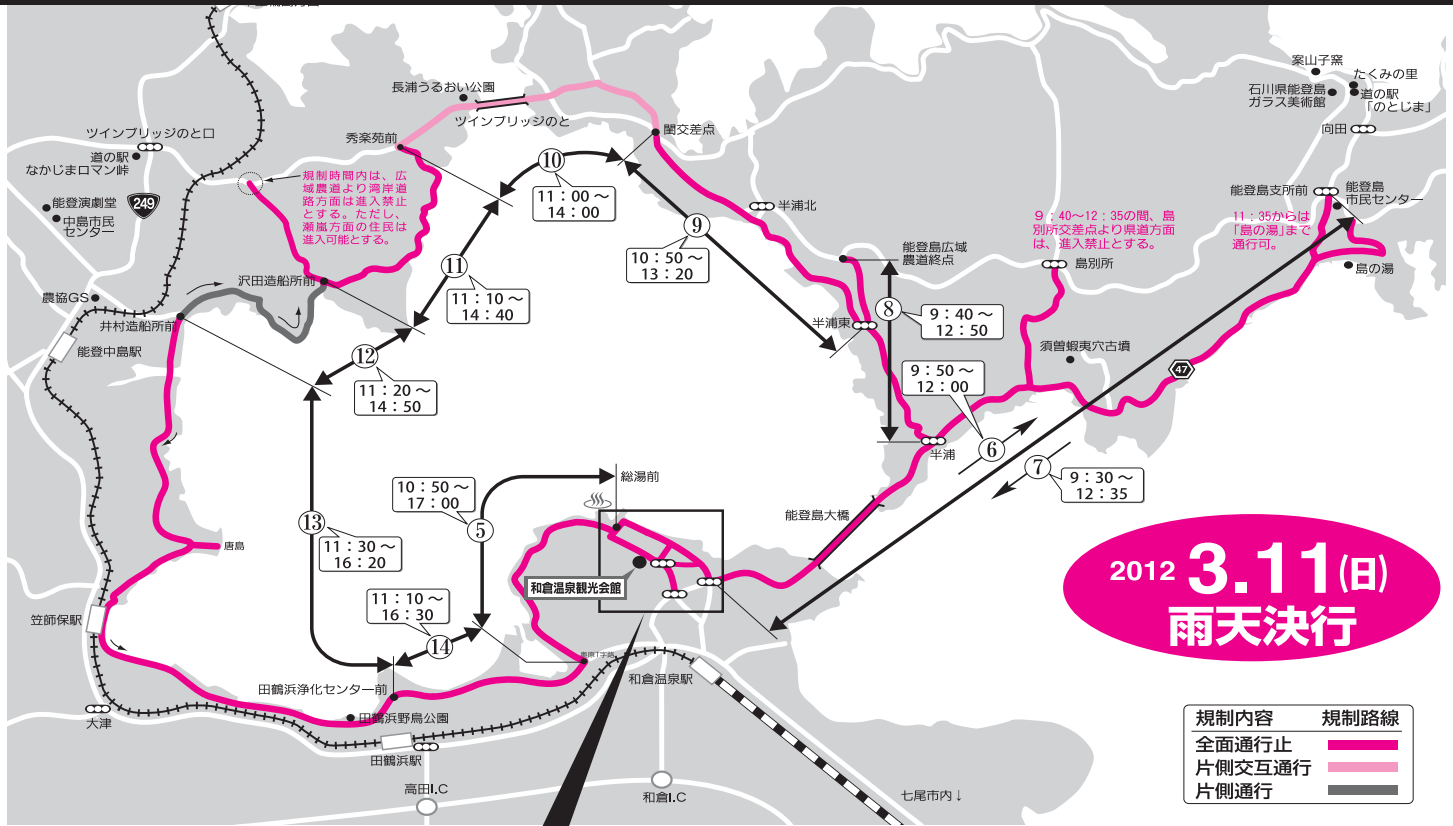 長浦うるおい公園
ツインブリッジのと
閨交差点
秀楽苑前
ツインブリッジのと口
道の駅
なかじまロマン峠
249
能登演劇堂
中島市民
センター
規制時間内は、広
域農道より湾岸道
路方面は進入禁止
とする。ただし、
瀬嵐方面の住民は
進入可能とする。
案山子窯
たくみの里
石川県能登島
ガラス美術館
道の駅
「のとじま」
向田
能登島支所前
能登島
市民センター
半浦北
9：40〜12：35の間、島
別所交差点より県道方面
は、進入禁止とする。
11：35からは
「島の湯」まで
通行可。
能登島広域
農道終点
島別所
島の湯
⑩
11：00〜
14：00
⑨
10：50〜
13：20
⑪
11：10〜
14：40
⑧
9：40〜
12：50
沢田造船所前
農協GS
井村造船所前
能登中島駅
半浦東
須曽蝦夷穴古墳
47
⑫
11：20〜
14：50
9：50〜
12：00
⑥
半浦
⑦
9：30〜
12：35
10：50〜
17：00
⑤
総湯前
能登島大橋
⑬
11：30〜
16：20
唐島
和倉温泉観光会館
11：10〜
16：30
⑭
笠師保駅
田鶴浜浄化センター前
和倉温泉駅
大津
田鶴浜野鳥公園
田鶴浜駅
高田I.C
和倉I.C
七尾市内↓
2012 3.11(日)
雨天決行
規制内容 規制路線
全面通行止
片側交互通行
片側通行